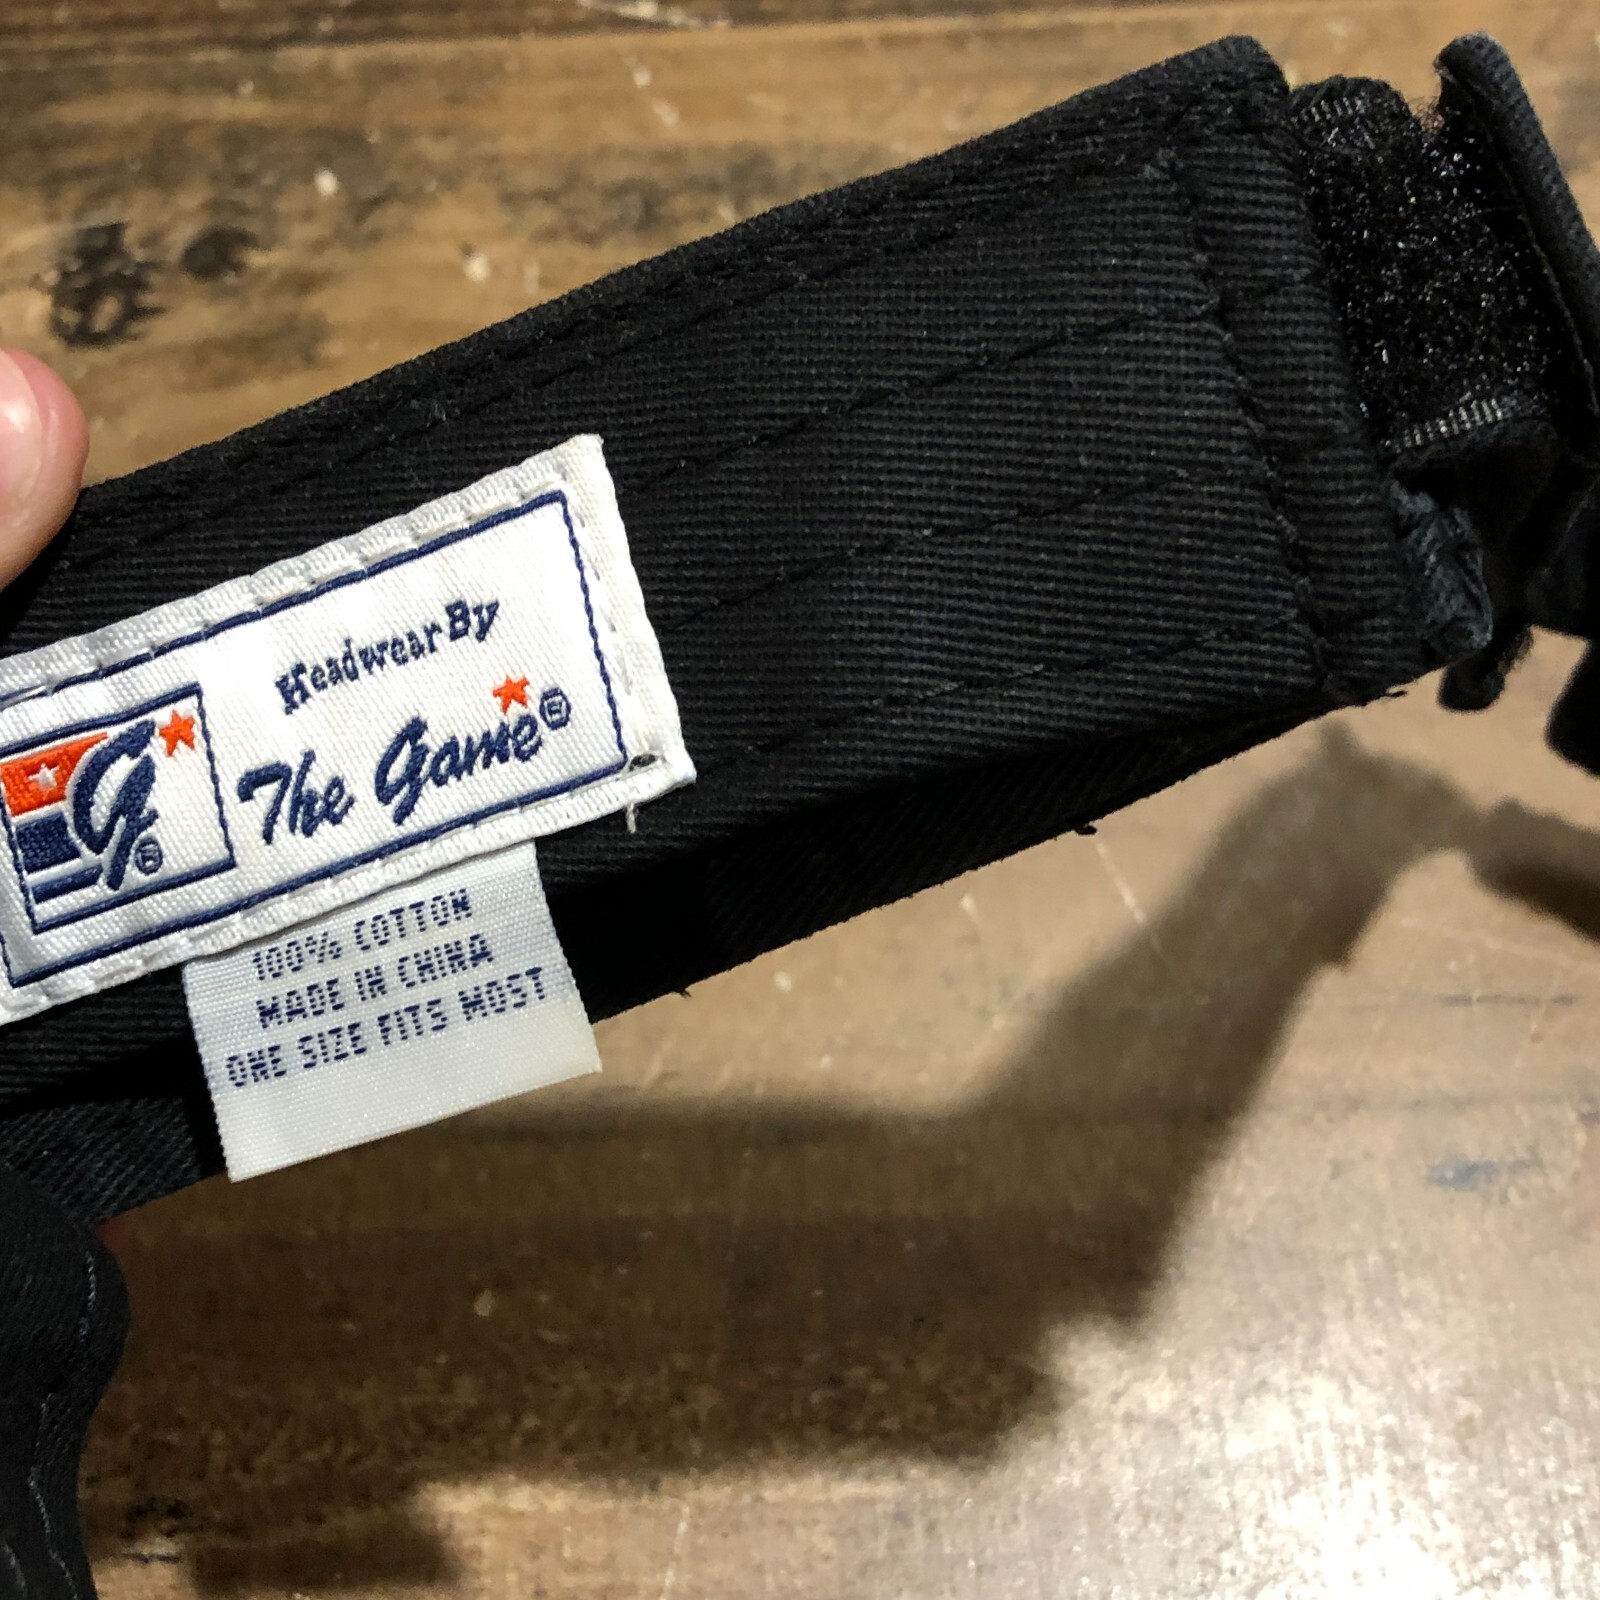 Headwear By
The Game®
G®
100% COTTON
MADE IN CHINA
ONE SIZE FITS MOST